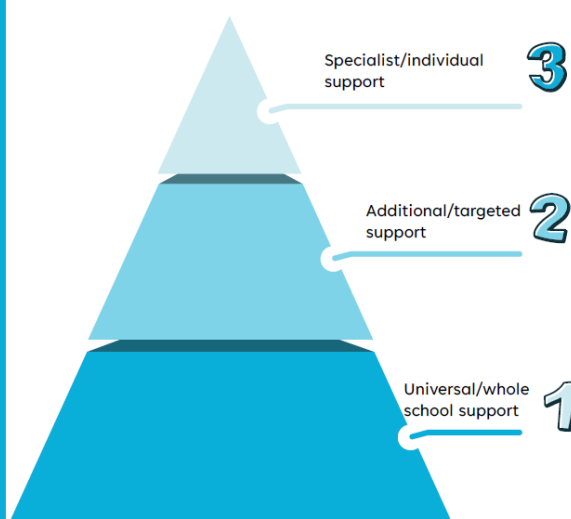 Specialist/individual
support
3
Additional/targeted
support
2
Universal/whole
school support
1